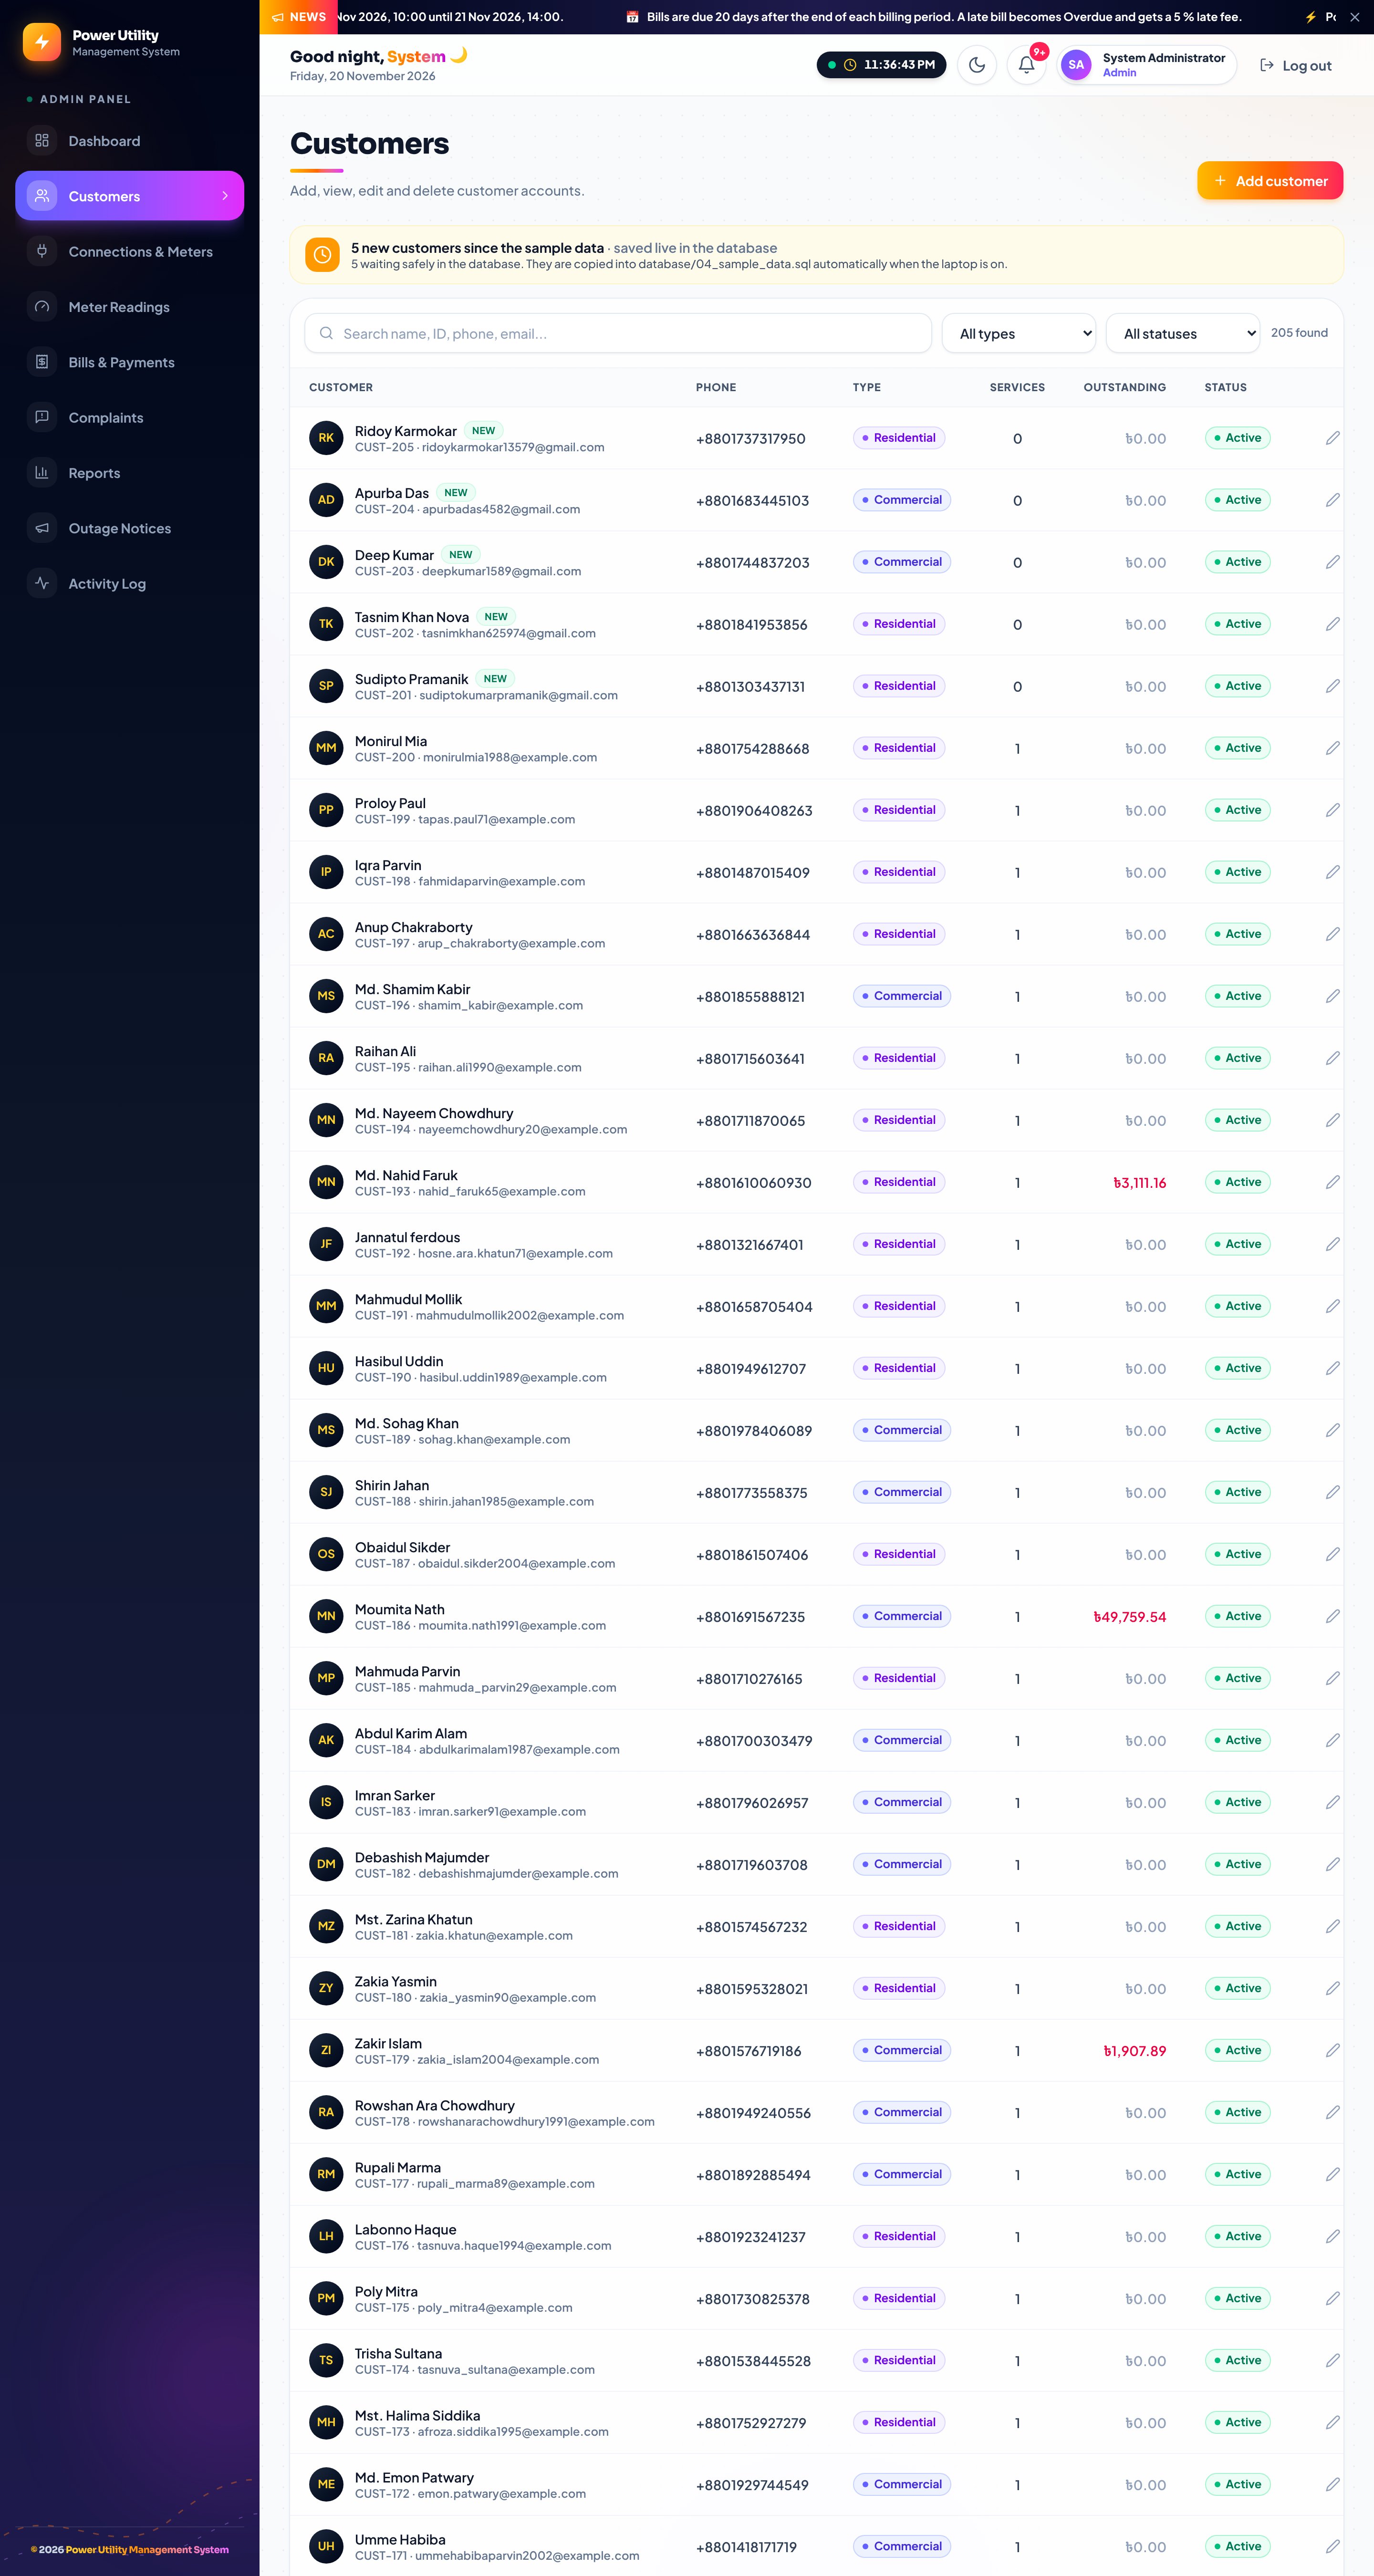 Power Utility
Management System
ADMIN PANEL
Dashboard
Customers
Connections & Meters
Meter Readings
Bills & Payments
Complaints
Reports
Outage Notices
Activity Log
© 2026 Power Utility Management System
NEWS
Nov 2026, 10:00 until 21 Nov 2026, 14:00.
📅 Bills are due 20 days after the end of each billing period. A late bill becomes Overdue and gets a 5 % late fee.
⚡
Good night, System 🌙
Friday, 20 November 2026
11:36:43 PM
9+
SA
System Administrator
Admin
Log out
Customers
Add, view, edit and delete customer accounts.
Add customer
5 new customers since the sample data · saved live in the database
5 waiting safely in the database. They are copied into database/04_sample_data.sql automatically when the laptop is on.
Search name, ID, phone, email...
All types
All statuses
205 found
CUSTOMER PHONE TYPE SERVICES OUTSTANDING STATUS
RK Ridoy Karmokar NEW +8801737317950 Residential 0 ৳0.00 Active
CUST-205 · ridoykarmokar13579@gmail.com
AD Apurba Das NEW +8801683445103 Commercial 0 ৳0.00 Active
CUST-204 · apurbadas4582@gmail.com
DK Deep Kumar NEW +8801744837203 Commercial 0 ৳0.00 Active
CUST-203 · deepkumar1589@gmail.com
TK Tasnim Khan Nova NEW +8801841953856 Residential 0 ৳0.00 Active
CUST-202 · tasnimkhan625974@gmail.com
SP Sudipto Pramanik NEW +8801303437131 Residential 0 ৳0.00 Active
CUST-201 · sudiptokumarpramanik@gmail.com
MM Monirul Mia +8801754288668 Residential 1 ৳0.00 Active
CUST-200 · monirulmia1988@example.com
PP Proloy Paul +8801906408263 Residential 1 ৳0.00 Active
CUST-199 · tapas.paul71@example.com
IP Iqra Parvin +8801487015409 Residential 1 ৳0.00 Active
CUST-198 · fahmidaparvin@example.com
AC Anup Chakraborty +8801663636844 Residential 1 ৳0.00 Active
CUST-197 · arup_chakraborty@example.com
MS Md. Shamim Kabir +8801855888121 Commercial 1 ৳0.00 Active
CUST-196 · shamim_kabir@example.com
RA Raihan Ali +8801715603641 Residential 1 ৳0.00 Active
CUST-195 · raihan.ali1990@example.com
MN Md. Nayeem Chowdhury +8801711870065 Residential 1 ৳0.00 Active
CUST-194 · nayeemchowdhury20@example.com
MN Md. Nahid Faruk +8801610060930 Residential 1 ৳3,111.16 Active
CUST-193 · nahid_faruk65@example.com
JF Jannatul ferdous +8801321667401 Residential 1 ৳0.00 Active
CUST-192 · hosne.ara.khatun71@example.com
MM Mahmudul Mollik +8801658705404 Residential 1 ৳0.00 Active
CUST-191 · mahmudulmollik2002@example.com
HU Hasibul Uddin +8801949612707 Residential 1 ৳0.00 Active
CUST-190 · hasibul.uddin1989@example.com
MS Md. Sohag Khan +8801978406089 Commercial 1 ৳0.00 Active
CUST-189 · sohag.khan@example.com
SJ Shirin Jahan +8801773558375 Commercial 1 ৳0.00 Active
CUST-188 · shirin.jahan1985@example.com
OS Obaidul Sikder +8801861507406 Residential 1 ৳0.00 Active
CUST-187 · obaidul.sikder2004@example.com
MN Moumita Nath +8801691567235 Commercial 1 ৳49,759.54 Active
CUST-186 · moumita.nath1991@example.com
MP Mahmuda Parvin +8801710276165 Residential 1 ৳0.00 Active
CUST-185 · mahmuda_parvin29@example.com
AK Abdul Karim Alam +8801700303479 Commercial 1 ৳0.00 Active
CUST-184 · abdulkarimalam1987@example.com
IS Imran Sarker +8801796026957 Commercial 1 ৳0.00 Active
CUST-183 · imran.sarker91@example.com
DM Debashish Majumder +8801719603708 Commercial 1 ৳0.00 Active
CUST-182 · debashishmajumder@example.com
MZ Mst. Zarina Khatun +8801574567232 Residential 1 ৳0.00 Active
CUST-181 · zakia.khatun@example.com
ZY Zakia Yasmin +8801595328021 Residential 1 ৳0.00 Active
CUST-180 · zakia_yasmin90@example.com
ZI Zakir Islam +8801576719186 Commercial 1 ৳1,907.89 Active
CUST-179 · zakia_islam2004@example.com
RA Rowshan Ara Chowdhury +8801949240556 Commercial 1 ৳0.00 Active
CUST-178 · rowshanarachowdhury1991@example.com
RM Rupali Marma +8801892885494 Commercial 1 ৳0.00 Active
CUST-177 · rupali_marma89@example.com
LH Labonno Haque +8801923241237 Residential 1 ৳0.00 Active
CUST-176 · tasnuva.haque1994@example.com
PM Poly Mitra +8801730825378 Residential 1 ৳0.00 Active
CUST-175 · poly_mitra4@example.com
TS Trisha Sultana +8801538445528 Residential 1 ৳0.00 Active
CUST-174 · tasnuva_sultana@example.com
MH Mst. Halima Siddika +8801752927279 Residential 1 ৳0.00 Active
CUST-173 · afroza.siddika1995@example.com
ME Md. Emon Patwary +8801929744549 Commercial 1 ৳0.00 Active
CUST-172 · emon.patwary@example.com
UH Umme Habiba +8801418171719 Commercial 1 ৳0.00 Active
CUST-171 · ummehabibaparvin2002@example.com